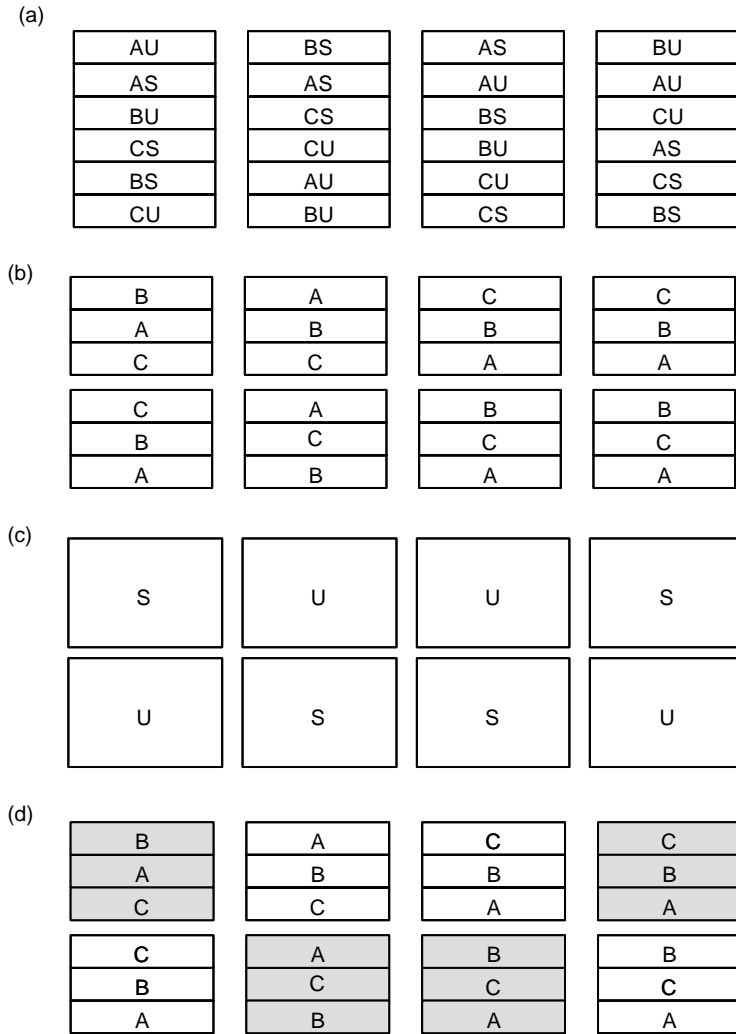 (a)
AU BS AS BU
AS AS AU AU
BU CS BS CU
CS CU BU AS
BS AU CU CS
CU BU CS BS
(b)
B A C C
A B B B
C C A A
C A B B
B C C C
A B A A
(c)
S U U S
U S S U
(d)
B A C C
A B B B
C C A A
C A B B
B C C C
A B A A